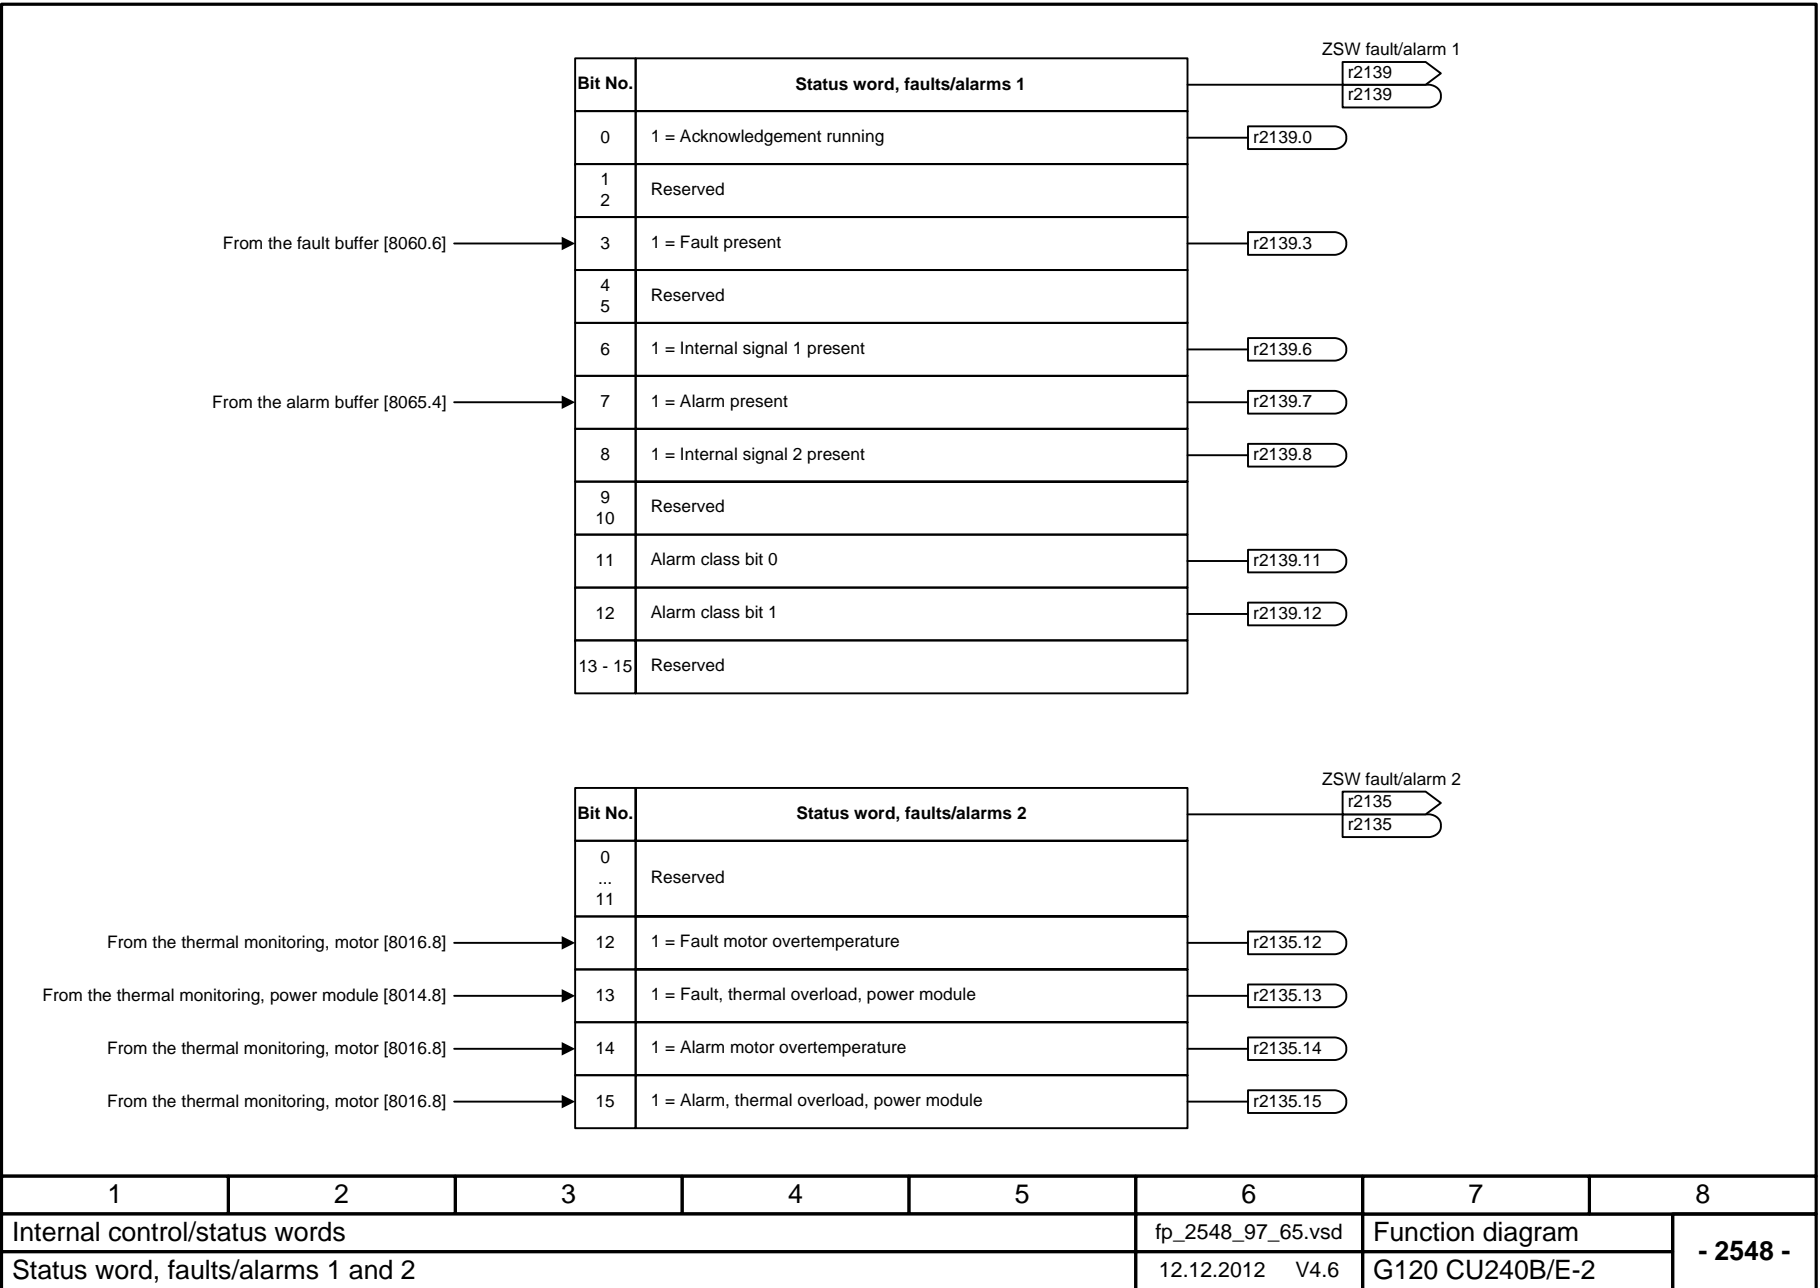 ZSW fault/alarm 1
Bit No. Status word, faults/alarms 1 r2139
r2139
0 1 = Acknowledgement running r2139.0
1
2
Reserved
From the fault buffer [8060.6] 3 1 = Fault present r2139.3
4
5
Reserved
6 1 = Internal signal 1 present r2139.6
From the alarm buffer [8065.4] 7 1 = Alarm present r2139.7
8 1 = Internal signal 2 present r2139.8
9
10
Reserved
11 Alarm class bit 0 r2139.11
12 Alarm class bit 1 r2139.12
13 - 15 Reserved
ZSW fault/alarm 2
Bit No. Status word, faults/alarms 2 r2135
r2135
0
...
11
Reserved
From the thermal monitoring, motor [8016.8] 12 1 = Fault motor overtemperature r2135.12
From the thermal monitoring, power module [8014.8] 13 1 = Fault, thermal overload, power module r2135.13
From the thermal monitoring, motor [8016.8] 14 1 = Alarm motor overtemperature r2135.14
From the thermal monitoring, motor [8016.8] 15 1 = Alarm, thermal overload, power module r2135.15
1 2 3 4 5 6 7 8
Internal control/status words fp_2548_97_65.vsd Function diagram
- 2548 -
Status word, faults/alarms 1 and 2 12.12.2012 V4.6 G120 CU240B/E-2